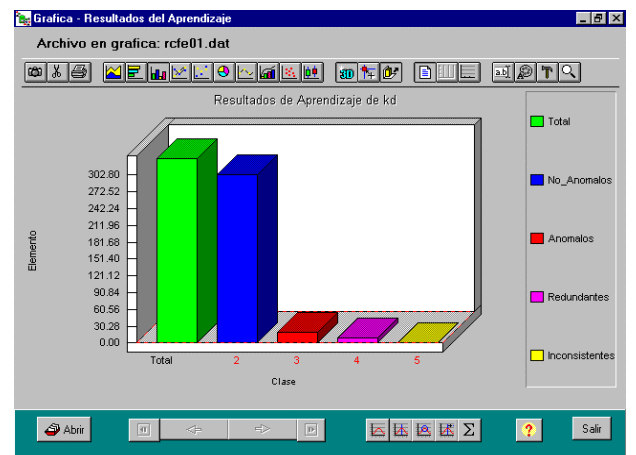 Grafica - Resultados del Aprendizaje
Archivo en grafica: rcfe01.dat
3D
ab
T
Resultados de Aprendizaje de kd
Elemento
302.80
272.52
242.24
211.96
181.68
151.40
121.12
90.84
60.56
30.28
0.00
Total 2 3 4 5
Clase
Total
No_Anomalos
Anomalos
Redundantes
Inconsistentes
Abrir
Σ
?
Salir